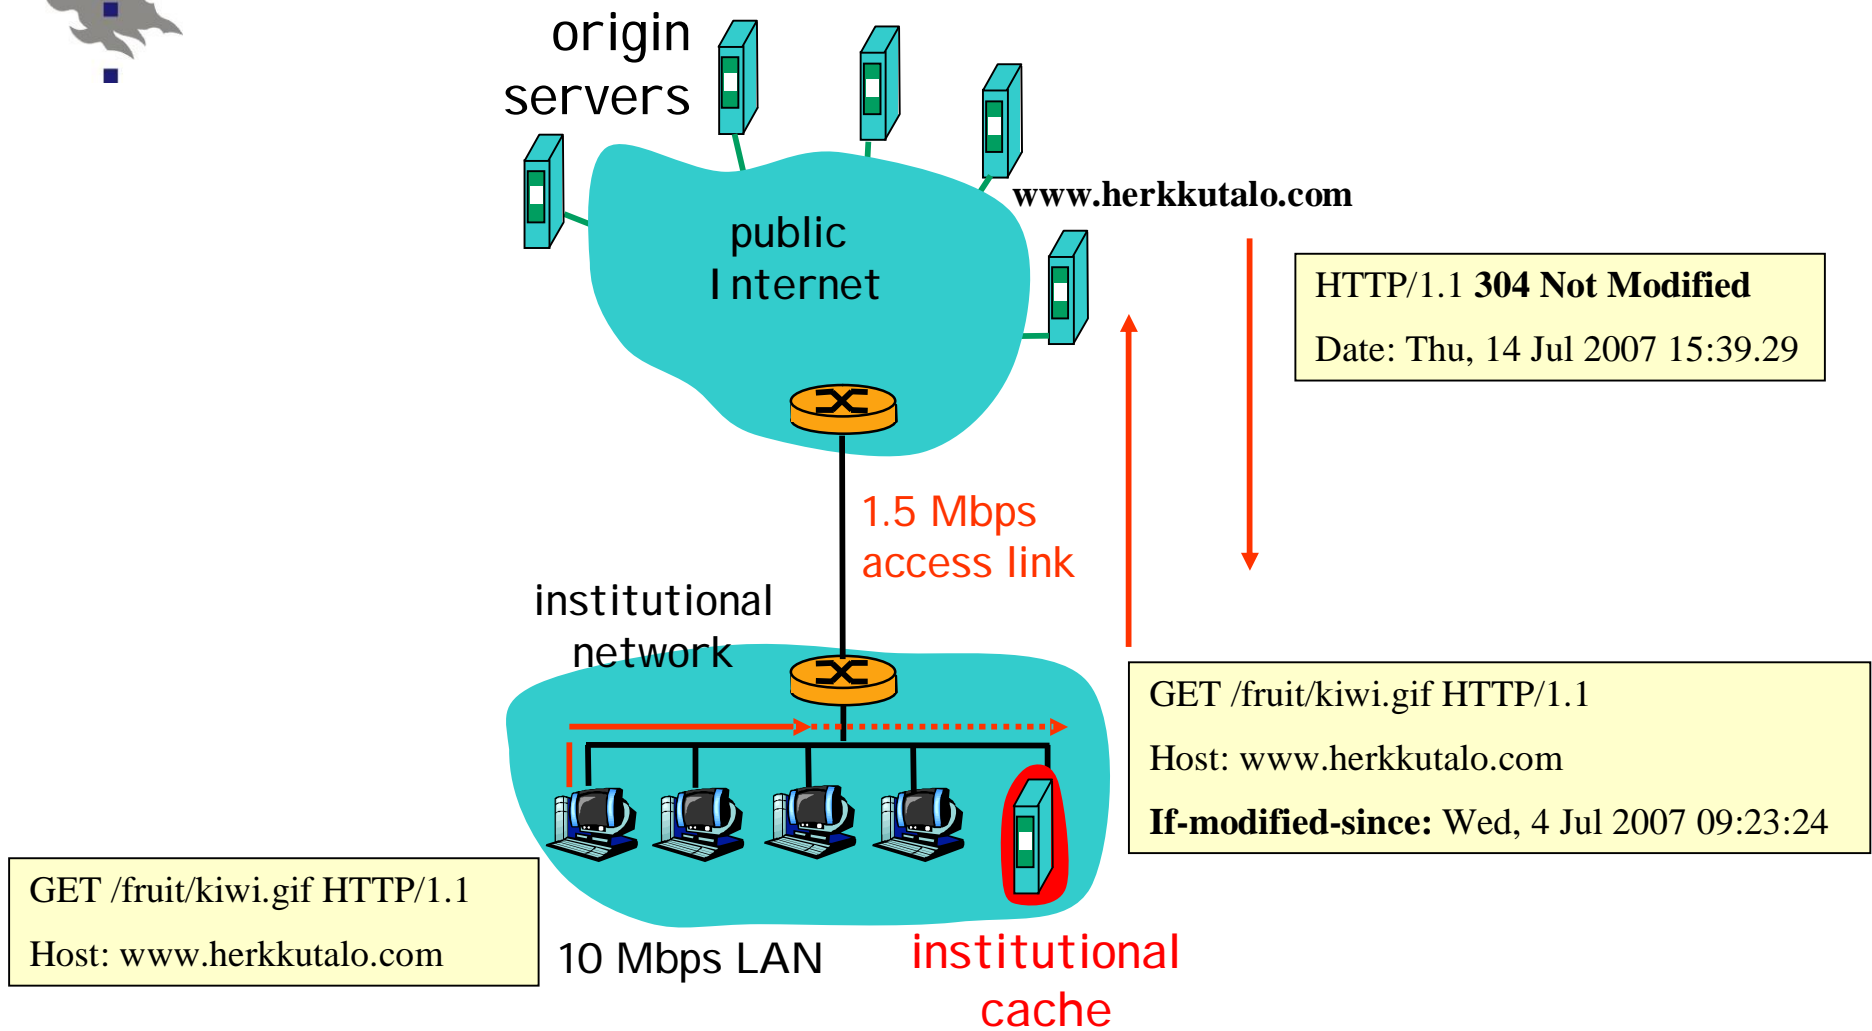 origin
servers
www.herkkutalo.com
public
Internet
HTTP/1.1 304 Not Modified
Date: Thu, 14 Jul 2007 15:39.29
1.5 Mbps
access link
institutional
network
GET /fruit/kiwi.gif HTTP/1.1
Host: www.herkkutalo.com
If-modified-since: Wed, 4 Jul 2007 09:23:24
GET /fruit/kiwi.gif HTTP/1.1
Host: www.herkkutalo.com
10 Mbps LAN
institutional
cache